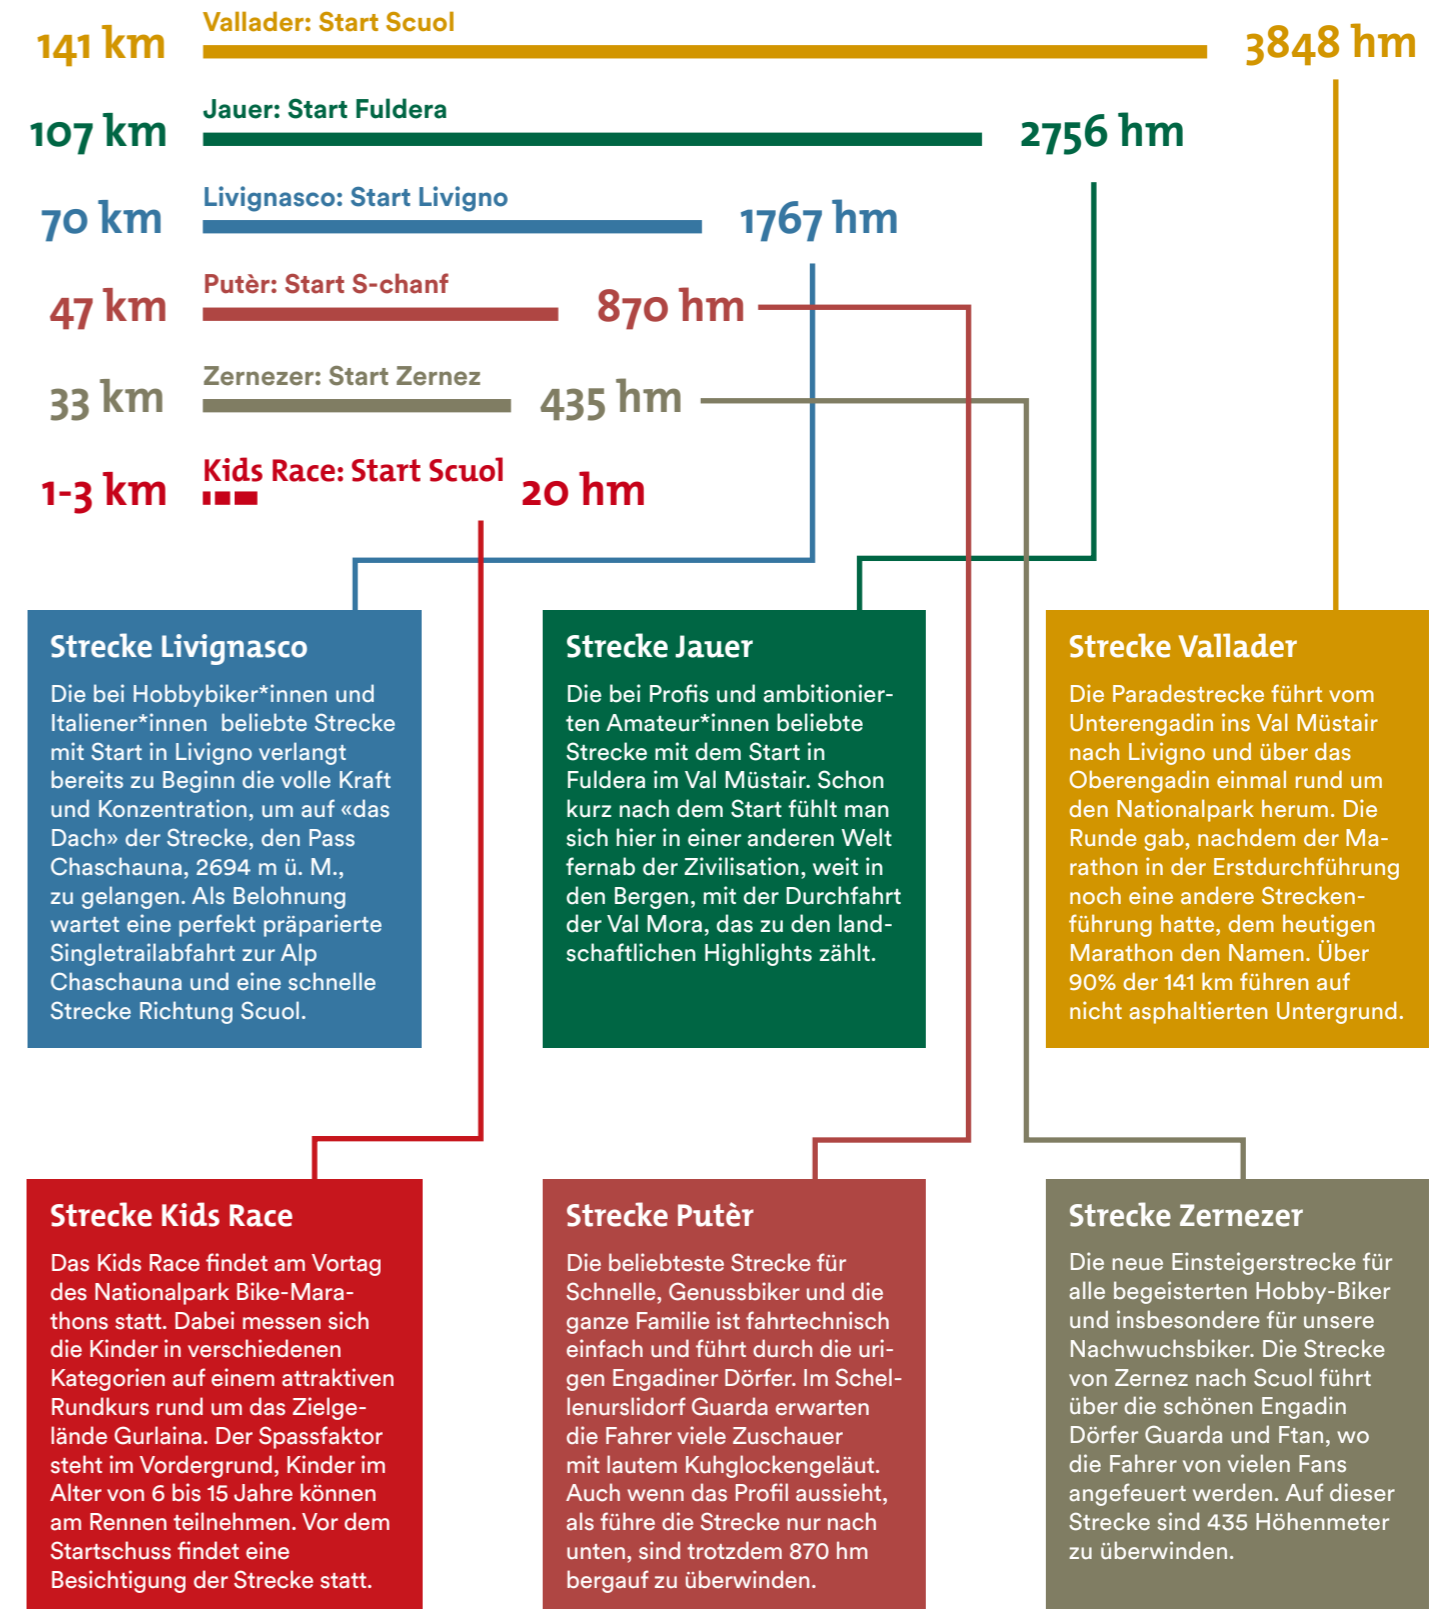 Vallader: Start Scuol
141 km
3848 hm
Jauer: Start Fuldera
107 km
2756 hm
Livignasco: Start Livigno
70 km
1767 hm
Putèr: Start S-chanf
47 km
870 hm
Zernezer: Start Zernez
33 km
435 hm
Kids Race: Start Scuol
1-3 km
20 hm
Strecke Livignasco
Die bei Hobbybiker*innen und
Italiener*innen beliebte Strecke
mit Start in Livigno verlangt
bereits zu Beginn die volle Kraft
und Konzentration, um auf «das
Dach» der Strecke, den Pass
Chaschauna, 2694 m ü. M.,
zu gelangen. Als Belohnung
wartet eine perfekt präparierte
Singletrailabfahrt zur Alp
Chaschauna und eine schnelle
Strecke Richtung Scuol.
Strecke Jauer
Die bei Profis und ambitionier-
ten Amateur*innen beliebte
Strecke mit dem Start in
Fuldera im Val Müstair. Schon
kurz nach dem Start fühlt man
sich hier in einer anderen Welt
fernab der Zivilisation, weit in
den Bergen, mit der Durchfahrt
der Val Mora, das zu den land-
schaftlichen Highlights zählt.
Strecke Vallader
Die Paradestrecke führt vom
Unterengadin ins Val Müstair
nach Livigno und über das
Oberengadin einmal rund um
den Nationalpark herum. Die
Runde gab, nachdem der Ma-
rathon in der Erstdurchführung
noch eine andere Strecken-
führung hatte, dem heutigen
Marathon den Namen. Über
90% der 141 km führen auf
nicht asphaltierten Untergrund.
Strecke Kids Race
Das Kids Race findet am Vortag
des Nationalpark Bike-Mara-
thons statt. Dabei messen sich
die Kinder in verschiedenen
Kategorien auf einem attraktiven
Rundkurs rund um das Zielge-
lände Gurlaina. Der Spassfaktor
steht im Vordergrund, Kinder im
Alter von 6 bis 15 Jahre können
am Rennen teilnehmen. Vor dem
Startschuss findet eine
Besichtigung der Strecke statt.
Strecke Putèr
Die beliebteste Strecke für
Schnelle, Genussbiker und die
ganze Familie ist fahrtechnisch
einfach und führt durch die uri-
gen Engadiner Dörfer. Im Schel-
lenurslidorf Guarda erwarten
die Fahrer viele Zuschauer
mit lautem Kuhglockengeläut.
Auch wenn das Profil aussieht,
als führe die Strecke nur nach
unten, sind trotzdem 870 hm
bergauf zu überwinden.
Strecke Zernezer
Die neue Einsteigerstrecke für
alle begeisterten Hobby-Biker
und insbesondere für unsere
Nachwuchsbiker. Die Strecke
von Zernez nach Scuol führt
über die schönen Engadin
Dörfer Guarda und Ftan, wo
die Fahrer von vielen Fans
angefeuert werden. Auf dieser
Strecke sind 435 Höhenmeter
zu überwinden.